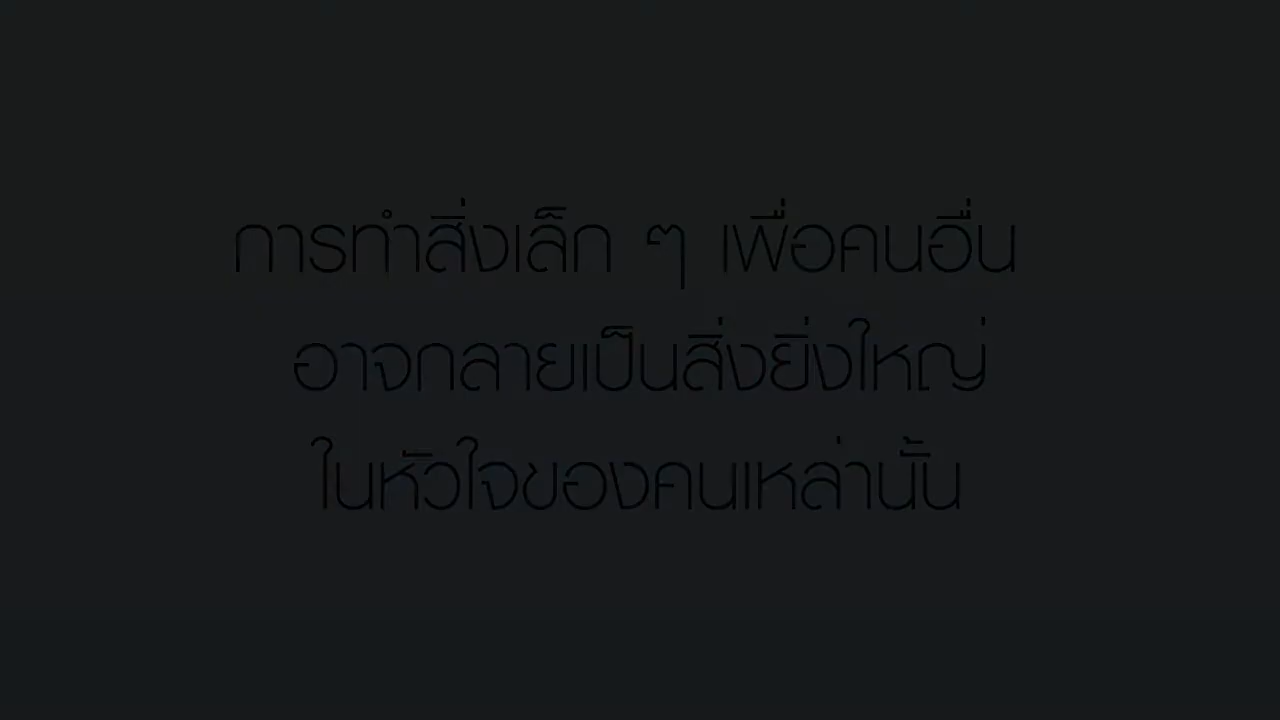 การทำสิ่งเล็ก ๆ เพื่อคนอื่น
อาจกลายเป็นสิ่งยิ่งใหญ่
ในหัวใจของคนเหล่านั้น